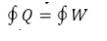 ∮ Q = ∮ W